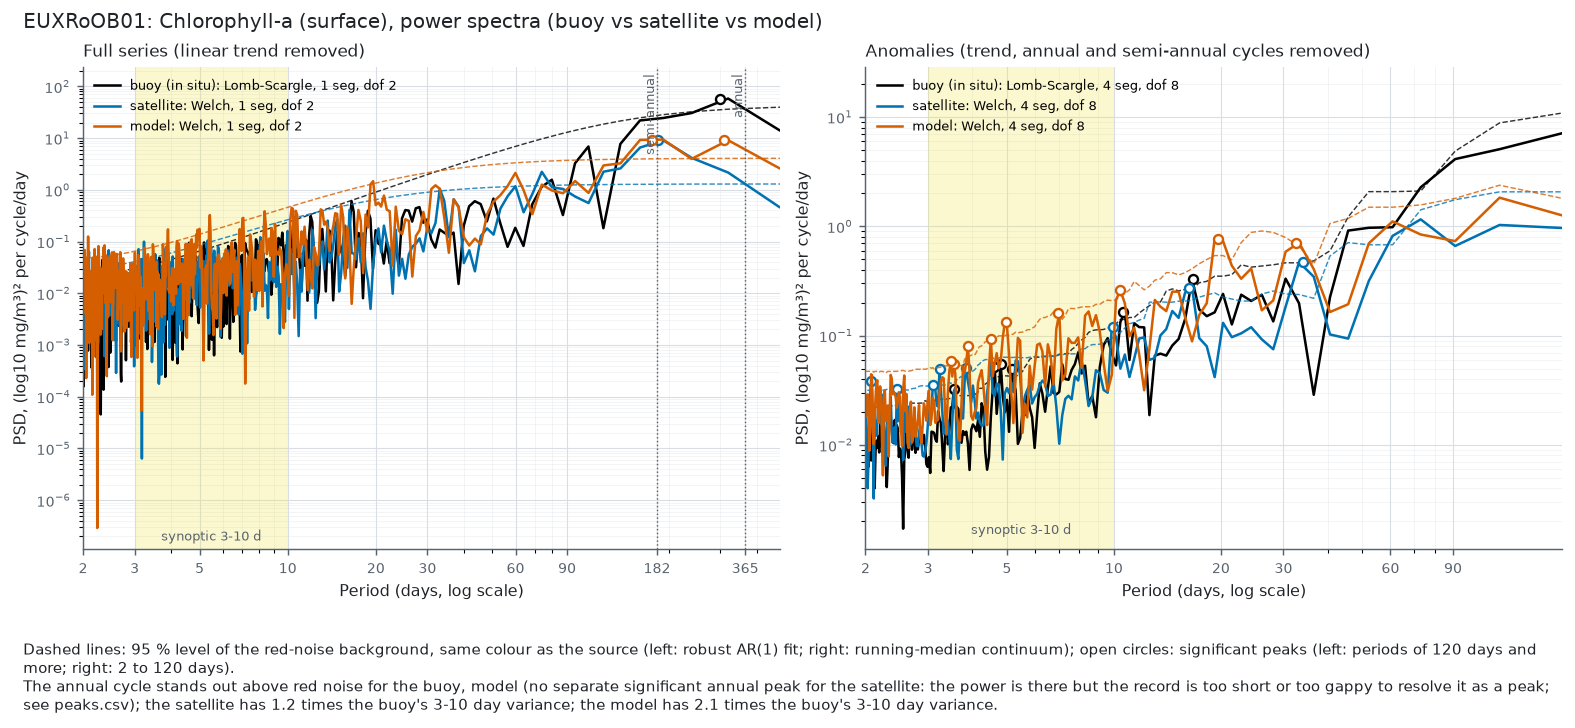 EUXRoOB01: Chlorophyll-a (surface), power spectra (buoy vs satellite vs model)
Full series (linear trend removed)
buoy (in situ): Lomb-Scargle, 1 seg, dof 2
satellite: Welch, 1 seg, dof 2
model: Welch, 1 seg, dof 2
semi-annual
annual
synoptic 3-10 d
PSD, (log10 mg/m³)² per cycle/day
10²
10¹
10⁰
10⁻¹
10⁻²
10⁻³
10⁻⁴
10⁻⁵
10⁻⁶
2 3 5 10 20 30 60 90 182 365
Period (days, log scale)
Anomalies (trend, annual and semi-annual cycles removed)
buoy (in situ): Lomb-Scargle, 4 seg, dof 8
satellite: Welch, 4 seg, dof 8
model: Welch, 4 seg, dof 8
synoptic 3-10 d
PSD, (log10 mg/m³)² per cycle/day
10¹
10⁰
10⁻¹
10⁻²
2 3 5 10 20 30 60 90
Period (days, log scale)
Dashed lines: 95 % level of the red-noise background, same colour as the source (left: robust AR(1) fit; right: running-median continuum); open circles: significant peaks (left: periods of 120 days and
more; right: 2 to 120 days).
The annual cycle stands out above red noise for the buoy, model (no separate significant annual peak for the satellite: the power is there but the record is too short or too gappy to resolve it as a peak;
see peaks.csv); the satellite has 1.2 times the buoy's 3-10 day variance; the model has 2.1 times the buoy's 3-10 day variance.